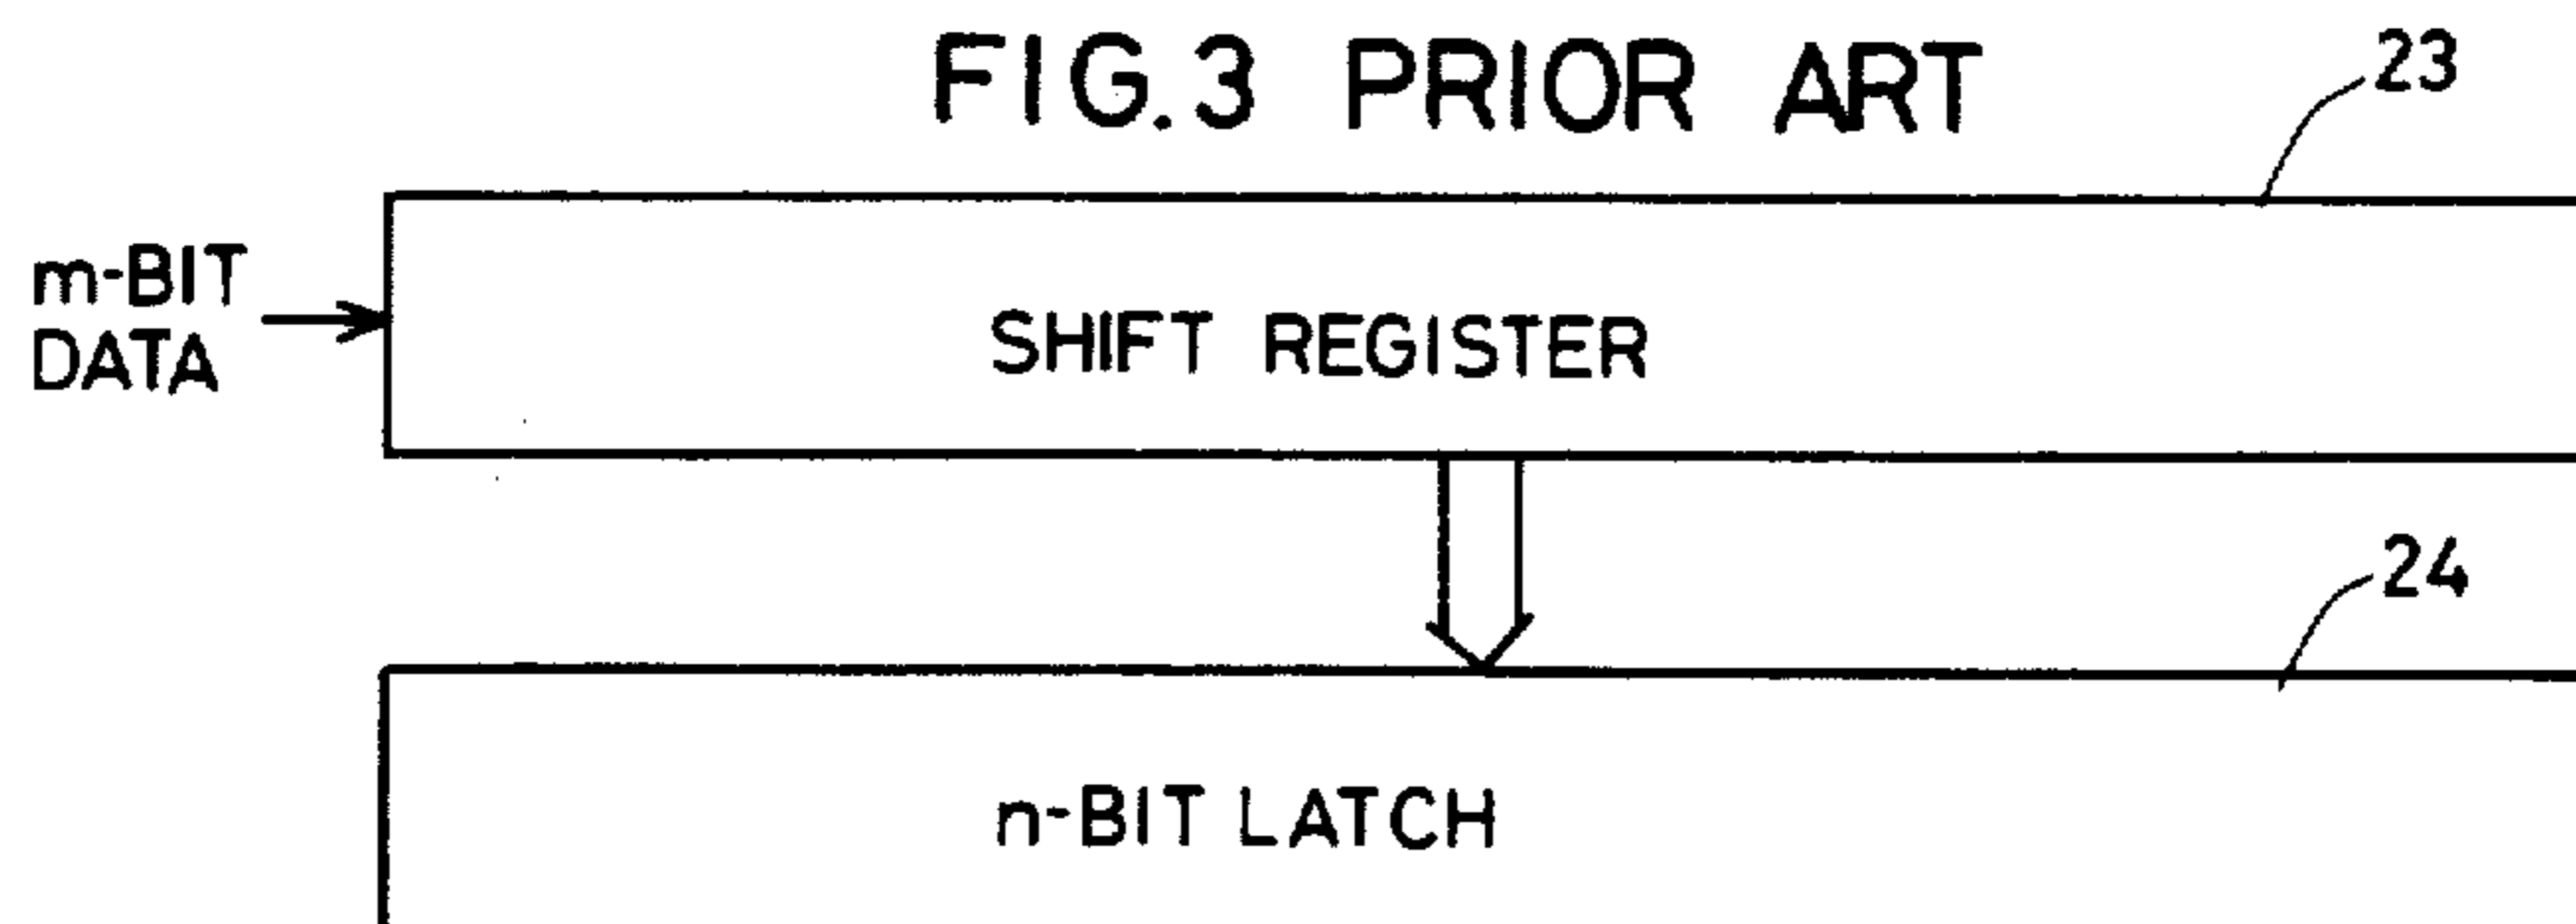 FIG.3 PRIOR ART
23
m-BIT
DATA
SHIFT REGISTER
24
n-BIT LATCH